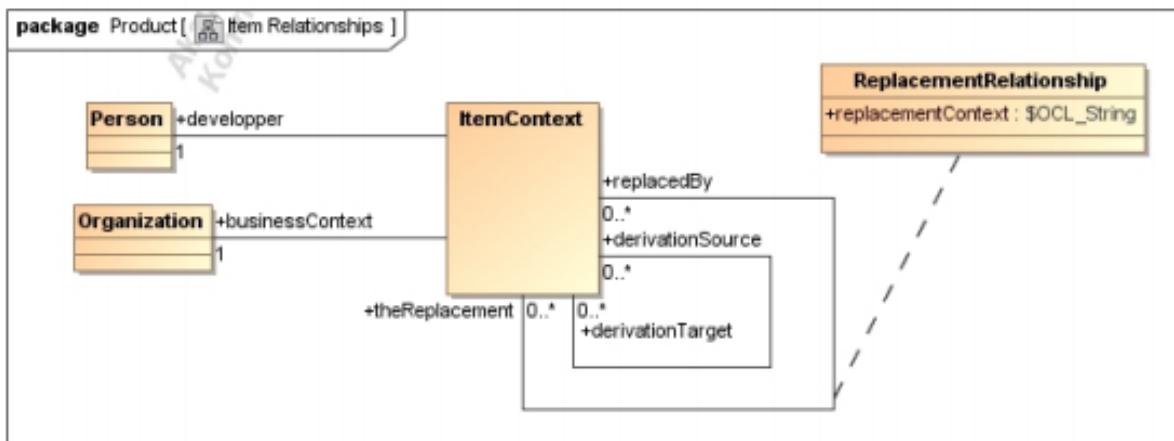 package Product [ Item Relationships ]
ReplacementRelationship
+replacementContext : $OCL_String
Person
+developper
1
ItemContext
+replacedBy
0..*
Organization
+businessContext
1
+derivationSource
0..*
+theReplacement
0..*
0..*
+derivationTarget